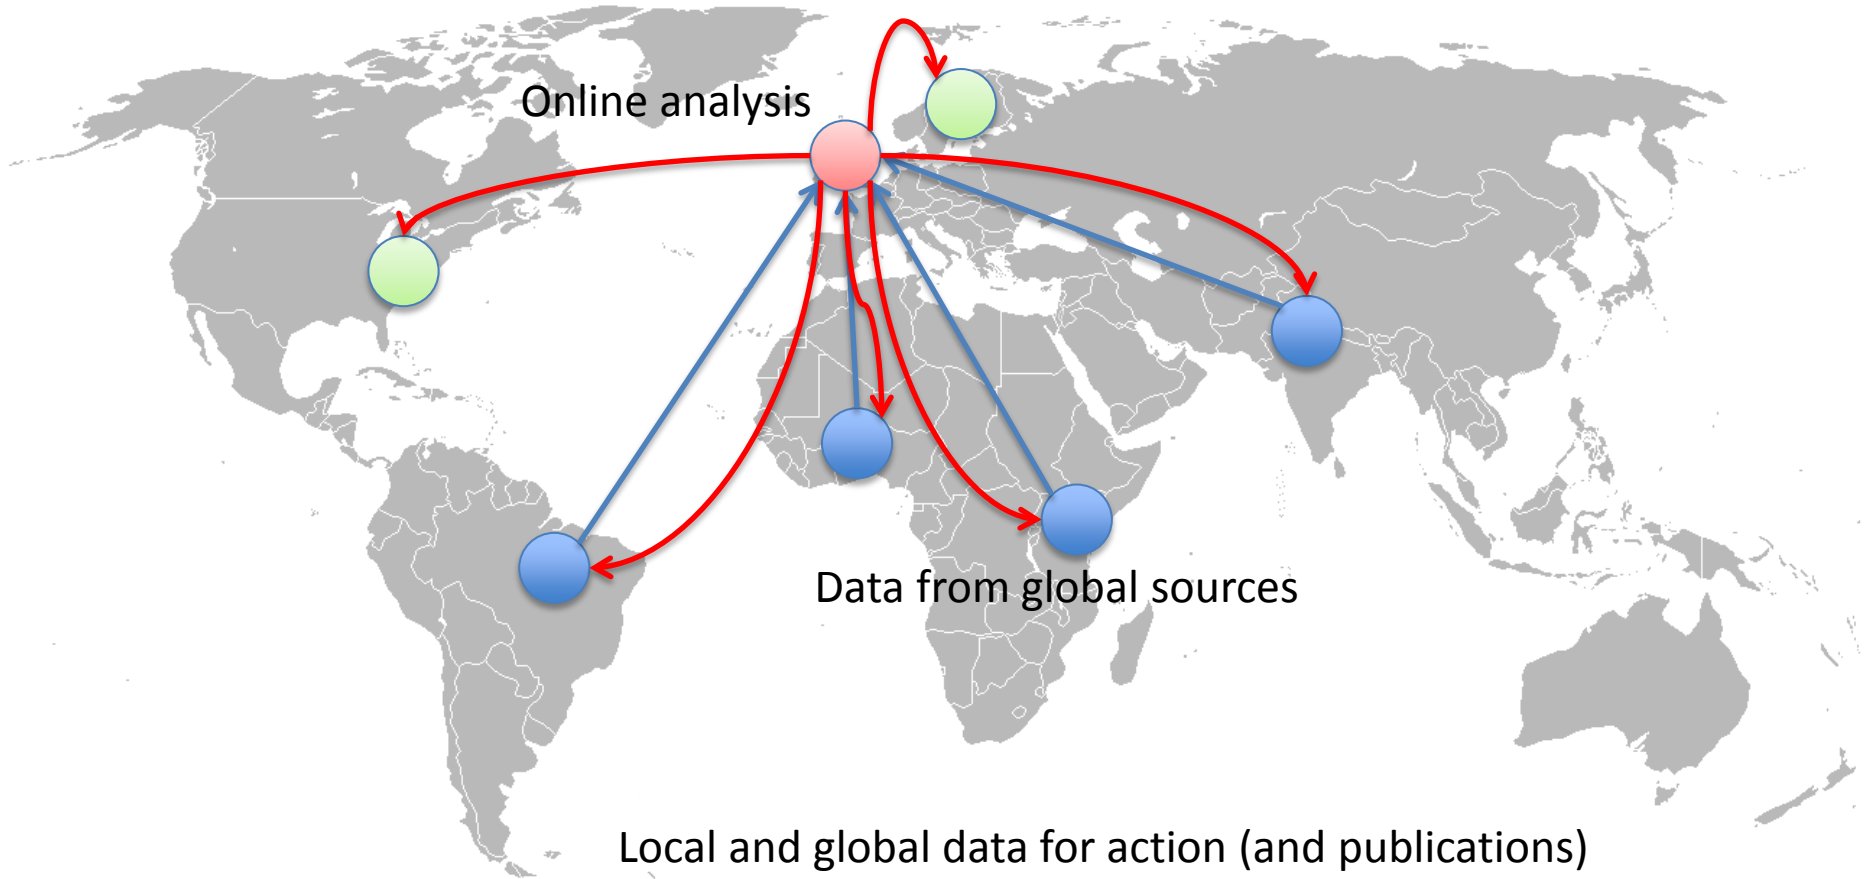 Online analysis
Data from global sources
Local and global data for action (and publications)